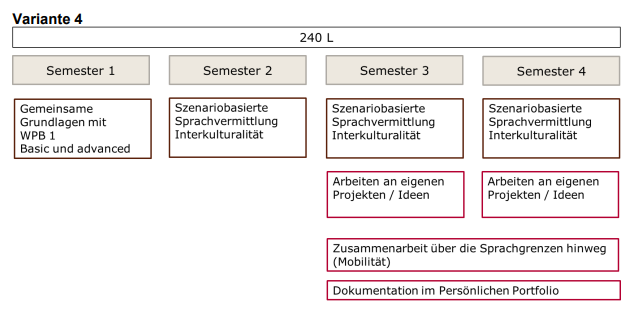 Variante 4
240 L
Semester 1
Semester 2
Semester 3
Semester 4
Gemeinsame
Grundlagen mit
WPB 1
Basic und advanced
Szenariobasierte
Sprachvermittlung
Interkulturalität
Szenariobasierte
Sprachvermittlung
Interkulturalität
Szenariobasierte
Sprachvermittlung
Interkulturalität
Arbeiten an eigenen
Projekten / Ideen
Arbeiten an eigenen
Projekten / Ideen
Zusammenarbeit über die Sprachgrenzen hinweg
(Mobilität)
Dokumentation im Persönlichen Portfolio